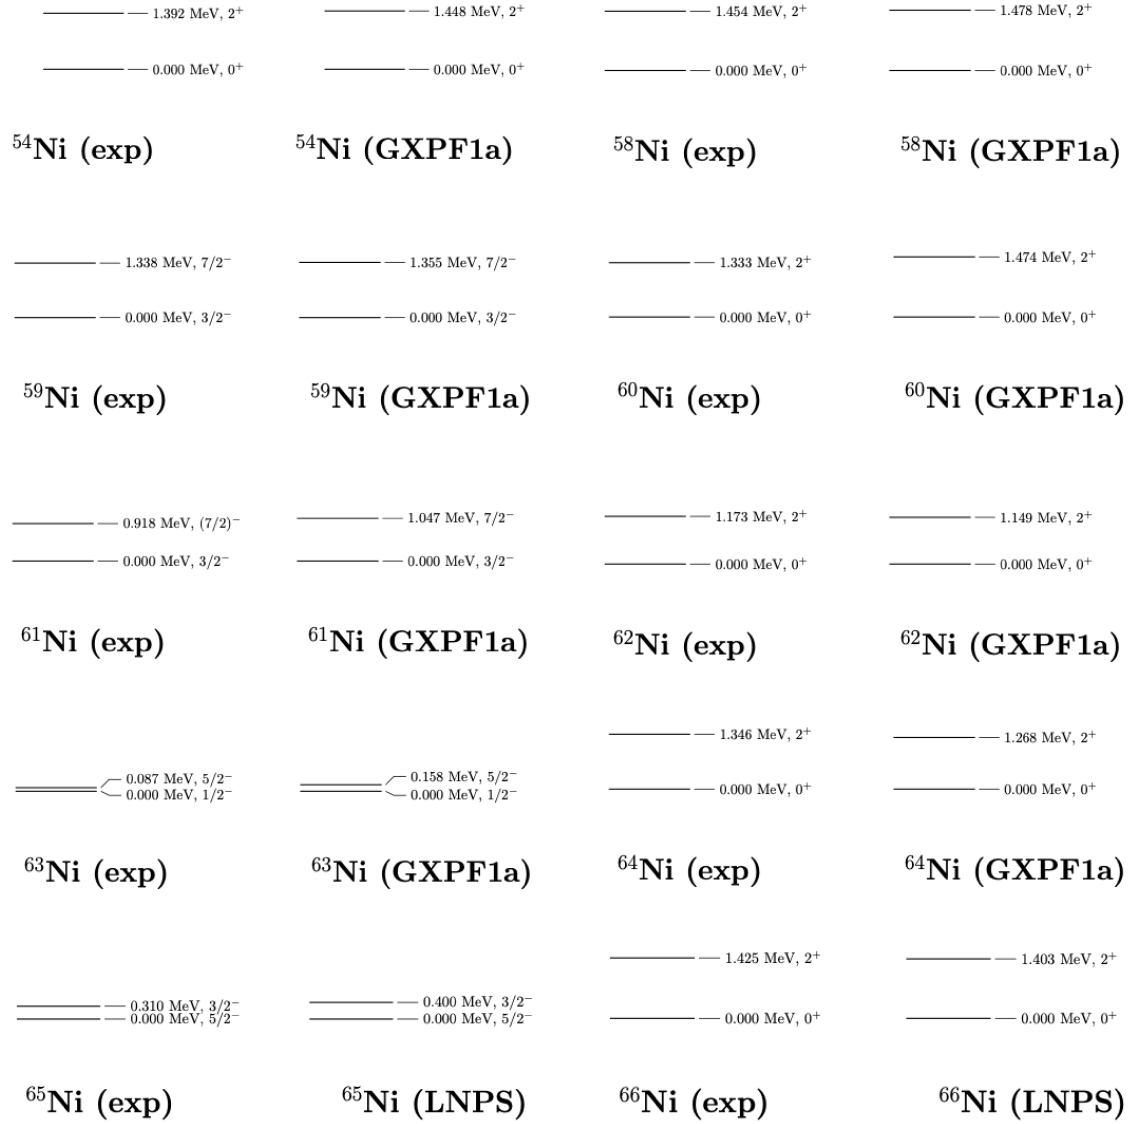 1.392 MeV, 2⁺
1.448 MeV, 2⁺
1.454 MeV, 2⁺
1.478 MeV, 2⁺
0.000 MeV, 0⁺
0.000 MeV, 0⁺
0.000 MeV, 0⁺
0.000 MeV, 0⁺
⁵⁴Ni (exp)
⁵⁴Ni (GXPF1a)
⁵⁸Ni (exp)
⁵⁸Ni (GXPF1a)
1.338 MeV, 7/2⁻
1.355 MeV, 7/2⁻
1.333 MeV, 2⁺
1.474 MeV, 2⁺
0.000 MeV, 3/2⁻
0.000 MeV, 3/2⁻
0.000 MeV, 0⁺
0.000 MeV, 0⁺
⁵⁹Ni (exp)
⁵⁹Ni (GXPF1a)
⁶⁰Ni (exp)
⁶⁰Ni (GXPF1a)
0.918 MeV, (7/2)⁻
1.047 MeV, 7/2⁻
1.173 MeV, 2⁺
1.149 MeV, 2⁺
0.000 MeV, 3/2⁻
0.000 MeV, 3/2⁻
0.000 MeV, 0⁺
0.000 MeV, 0⁺
⁶¹Ni (exp)
⁶¹Ni (GXPF1a)
⁶²Ni (exp)
⁶²Ni (GXPF1a)
0.087 MeV, 5/2⁻
0.158 MeV, 5/2⁻
1.346 MeV, 2⁺
1.268 MeV, 2⁺
0.000 MeV, 1/2⁻
0.000 MeV, 1/2⁻
0.000 MeV, 0⁺
0.000 MeV, 0⁺
⁶³Ni (exp)
⁶³Ni (GXPF1a)
⁶⁴Ni (exp)
⁶⁴Ni (GXPF1a)
0.310 MeV, 3/2⁻
0.400 MeV, 3/2⁻
1.425 MeV, 2⁺
1.403 MeV, 2⁺
0.000 MeV, 5/2⁻
0.000 MeV, 5/2⁻
0.000 MeV, 0⁺
0.000 MeV, 0⁺
⁶⁵Ni (exp)
⁶⁵Ni (LNPS)
⁶⁶Ni (exp)
⁶⁶Ni (LNPS)